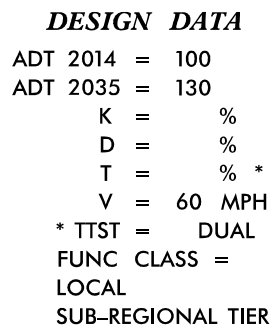 DESIGN DATA
ADT 2014 = 100
ADT 2035 = 130
K = %
D = %
T = % *
V = 60 MPH
* TTST = DUAL
FUNC CLASS =
LOCAL
SUB-REGIONAL TIER